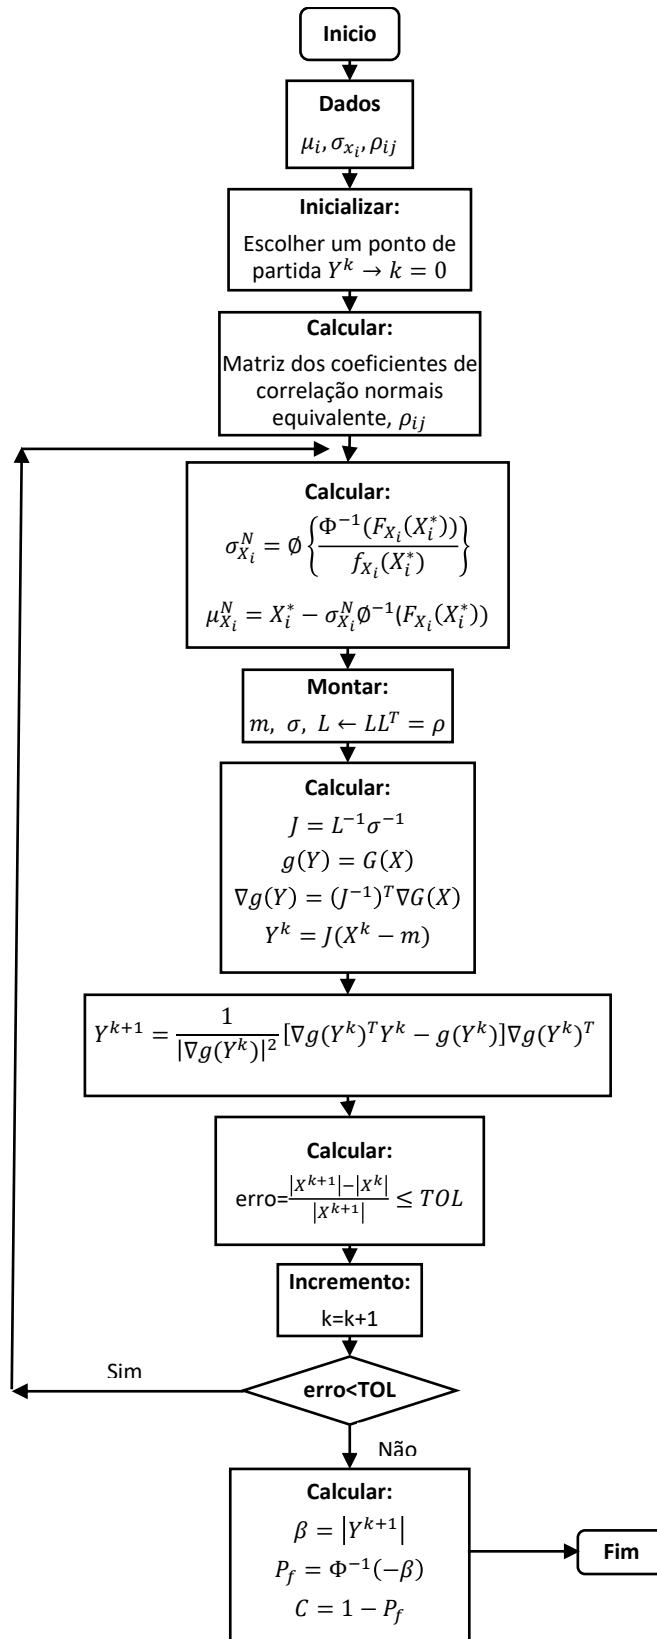 Inicio
Dados
μ_i, σ_{x_i}, ρ_{ij}
Inicializar:
Escolher um ponto de
partida Y^k → k = 0
Calcular:
Matriz dos coeficientes de
correlação normais
equivalente, ρ_{ij}
Calcular:
σ^N_{X_i} = ∅ {Φ^{-1}(F_{X_i}(X_i^*)) / f_{X_i}(X_i^*)}
μ^N_{X_i} = X_i^* − σ^N_{X_i} ∅^{-1}(F_{X_i}(X_i^*))
Montar:
m, σ, L ← LL^T = ρ
Calcular:
J = L^{-1}σ^{-1}
g(Y) = G(X)
∇g(Y) = (J^{-1})^T ∇G(X)
Y^k = J(X^k − m)
Y^{k+1} = 1 / |∇g(Y^k)|^2 [∇g(Y^k)^T Y^k − g(Y^k)]∇g(Y^k)^T
Calcular:
erro= |X^{k+1}|−|X^k| / |X^{k+1}| ≤ TOL
Incremento:
k=k+1
Sim
erro<TOL
Não
Calcular:
β = |Y^{k+1}|
P_f = Φ^{-1}(−β)
C = 1 − P_f
Fim